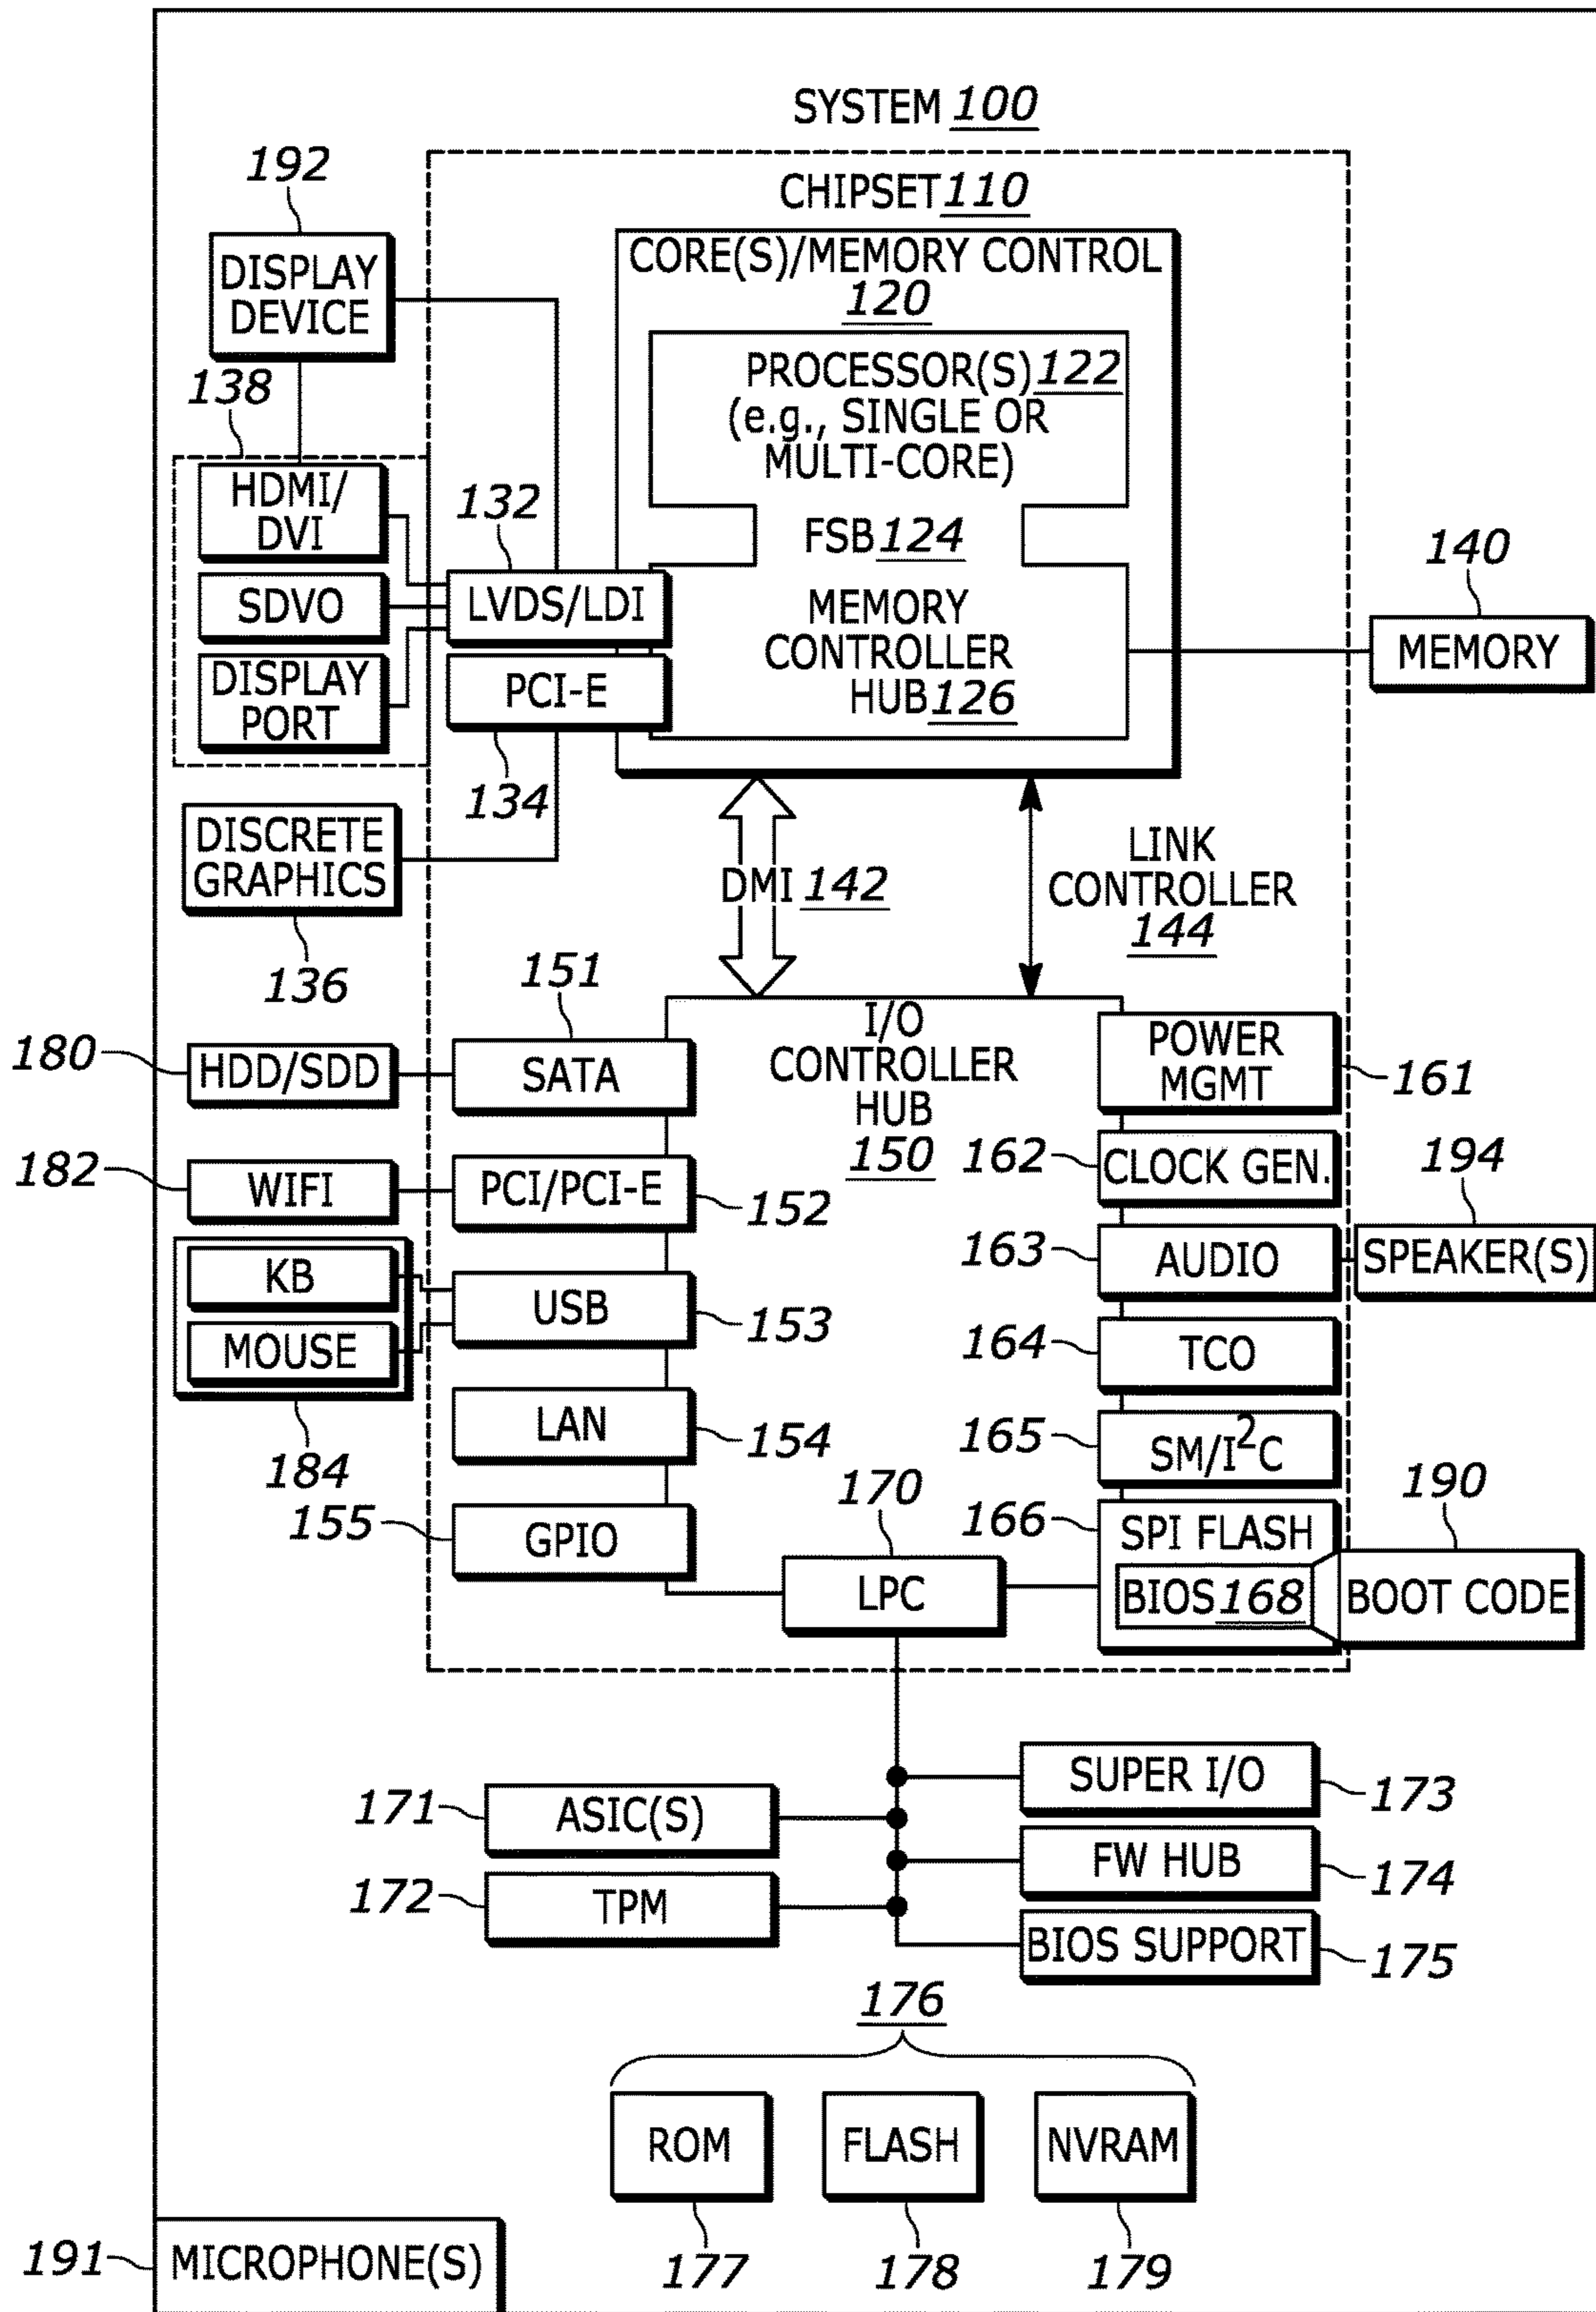 SYSTEM 100
192
CHIPSET 110
DISPLAY
DEVICE
CORE(S)/MEMORY CONTROL
120
PROCESSOR(S) 122
(e.g., SINGLE OR
MULTI-CORE)
138
HDMI/
DVI
132
FSB 124
140
SDVO
LVDS/LDI
MEMORY
CONTROLLER
HUB 126
MEMORY
DISPLAY
PORT
PCI-E
134
DISCRETE
GRAPHICS
136
DMI 142
LINK
CONTROLLER
144
151
I/O
CONTROLLER
HUB
150
180
HDD/SDD
SATA
POWER
MGMT
161
182
WIFI
PCI/PCI-E
152
162
CLOCK GEN.
194
KB
MOUSE
184
USB
153
163
AUDIO
SPEAKER(S)
164
TCO
LAN
154
165
SM/I²C
155
GPIO
170
LPC
166
SPI FLASH
BIOS 168
190
BOOT CODE
SUPER I/O
173
171
ASIC(S)
FW HUB
174
172
TPM
BIOS SUPPORT
175
176
ROM
FLASH
NVRAM
177
178
179
191
MICROPHONE(S)